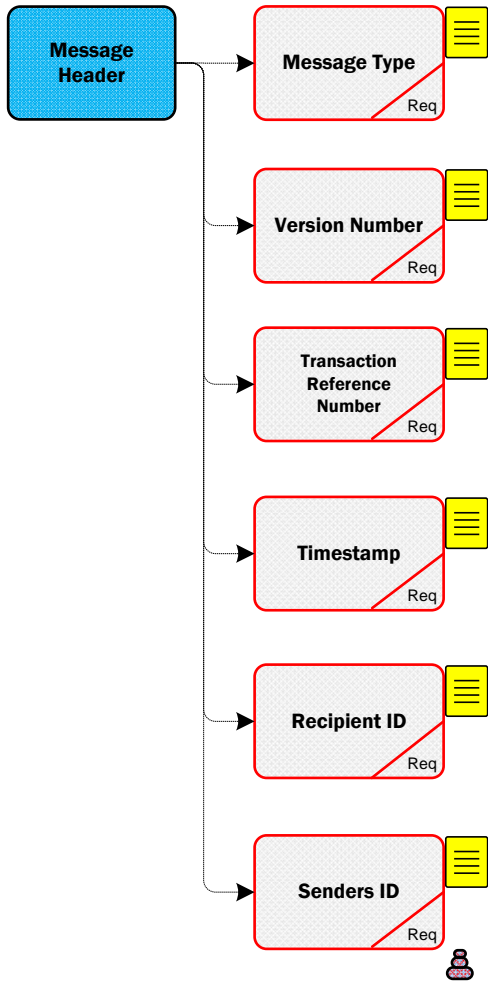 Message
Header
Message Type
Req
Version Number
Req
Transaction
Reference
Number
Req
Timestamp
Req
Recipient ID
Req
Senders ID
Req